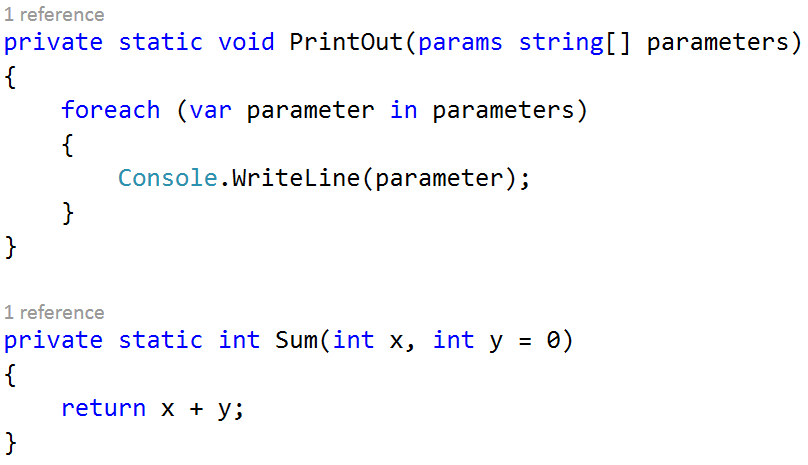 1 reference
private static void PrintOut(params string[] parameters)
{
    foreach (var parameter in parameters)
    {
        Console.WriteLine(parameter);
    }
}
1 reference
private static int Sum(int x, int y = 0)
{
    return x + y;
}